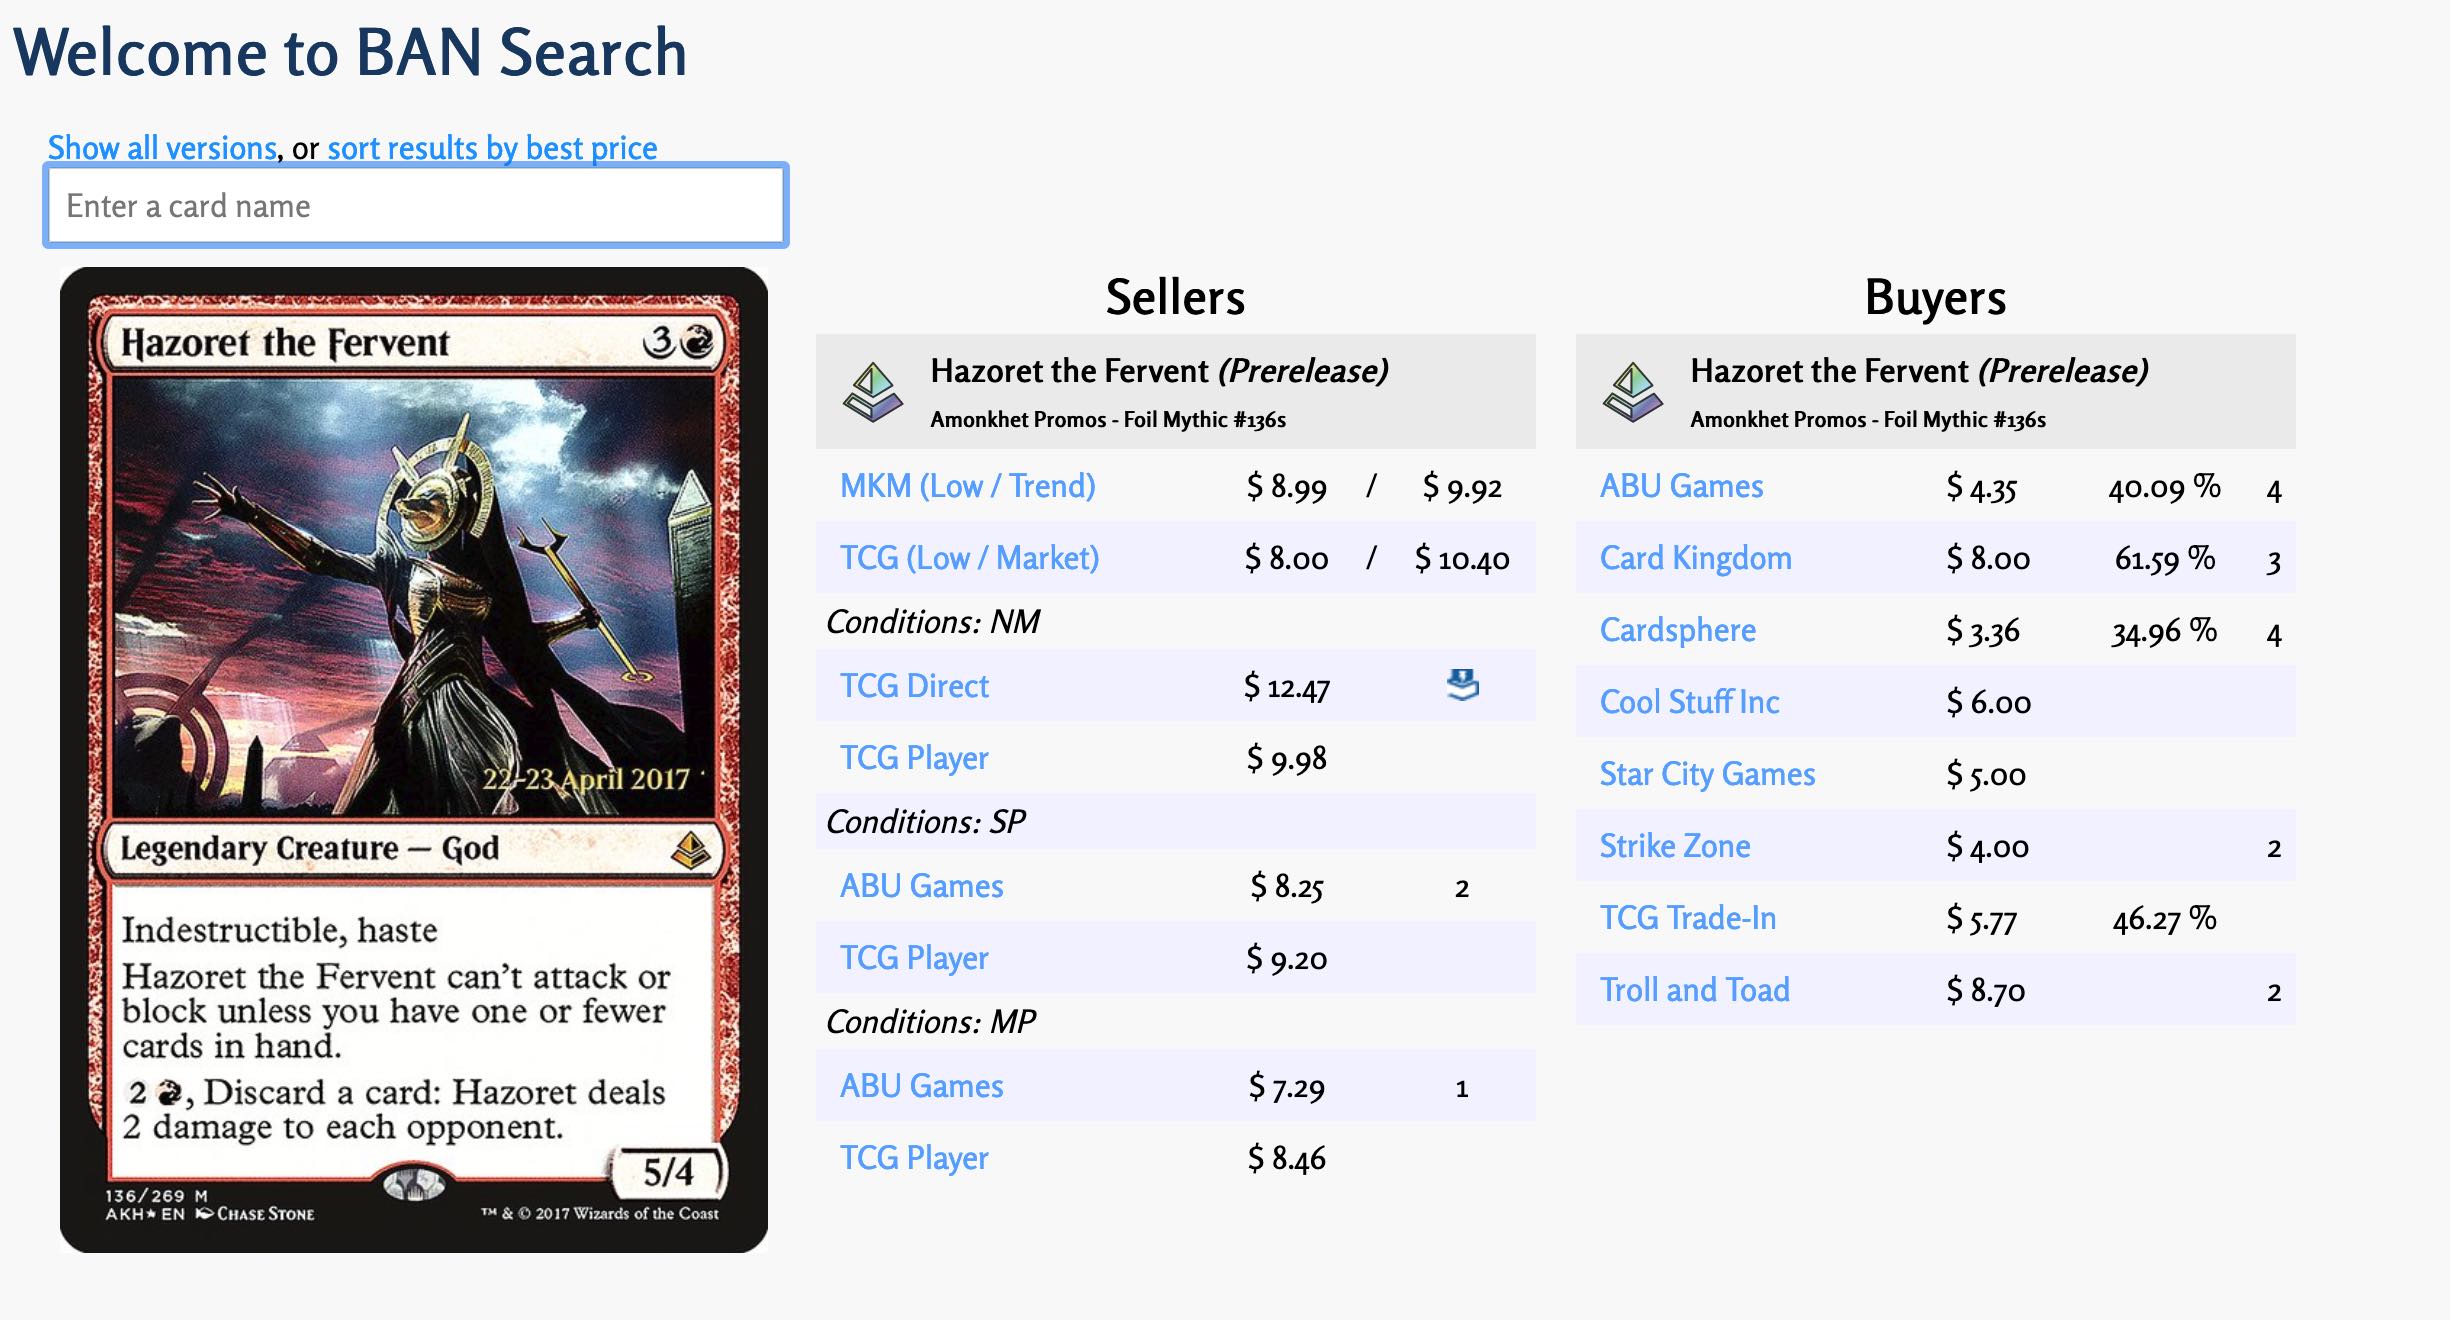 Welcome to BAN Search
Show all versions, or sort results by best price
Enter a card name
Hazoret the Fervent 3
22-23 April 2017
Legendary Creature — God
Indestructible, haste
Hazoret the Fervent can't attack or
block unless you have one or fewer
cards in hand.
2 , Discard a card: Hazoret deals
2 damage to each opponent.
5/4
136/269 M
AKH★EN Chase Stone
™ & © 2017 Wizards of the Coast
Sellers
Hazoret the Fervent (Prerelease)
Amonkhet Promos - Foil Mythic #136s
MKM (Low / Trend) $ 8.99 / $ 9.92
TCG (Low / Market) $ 8.00 / $ 10.40
Conditions: NM
TCG Direct $ 12.47
TCG Player $ 9.98
Conditions: SP
ABU Games $ 8.25 2
TCG Player $ 9.20
Conditions: MP
ABU Games $ 7.29 1
TCG Player $ 8.46
Buyers
Hazoret the Fervent (Prerelease)
Amonkhet Promos - Foil Mythic #136s
ABU Games $ 4.35 40.09 % 4
Card Kingdom $ 8.00 61.59 % 3
Cardsphere $ 3.36 34.96 % 4
Cool Stuff Inc $ 6.00
Star City Games $ 5.00
Strike Zone $ 4.00 2
TCG Trade-In $ 5.77 46.27 %
Troll and Toad $ 8.70 2